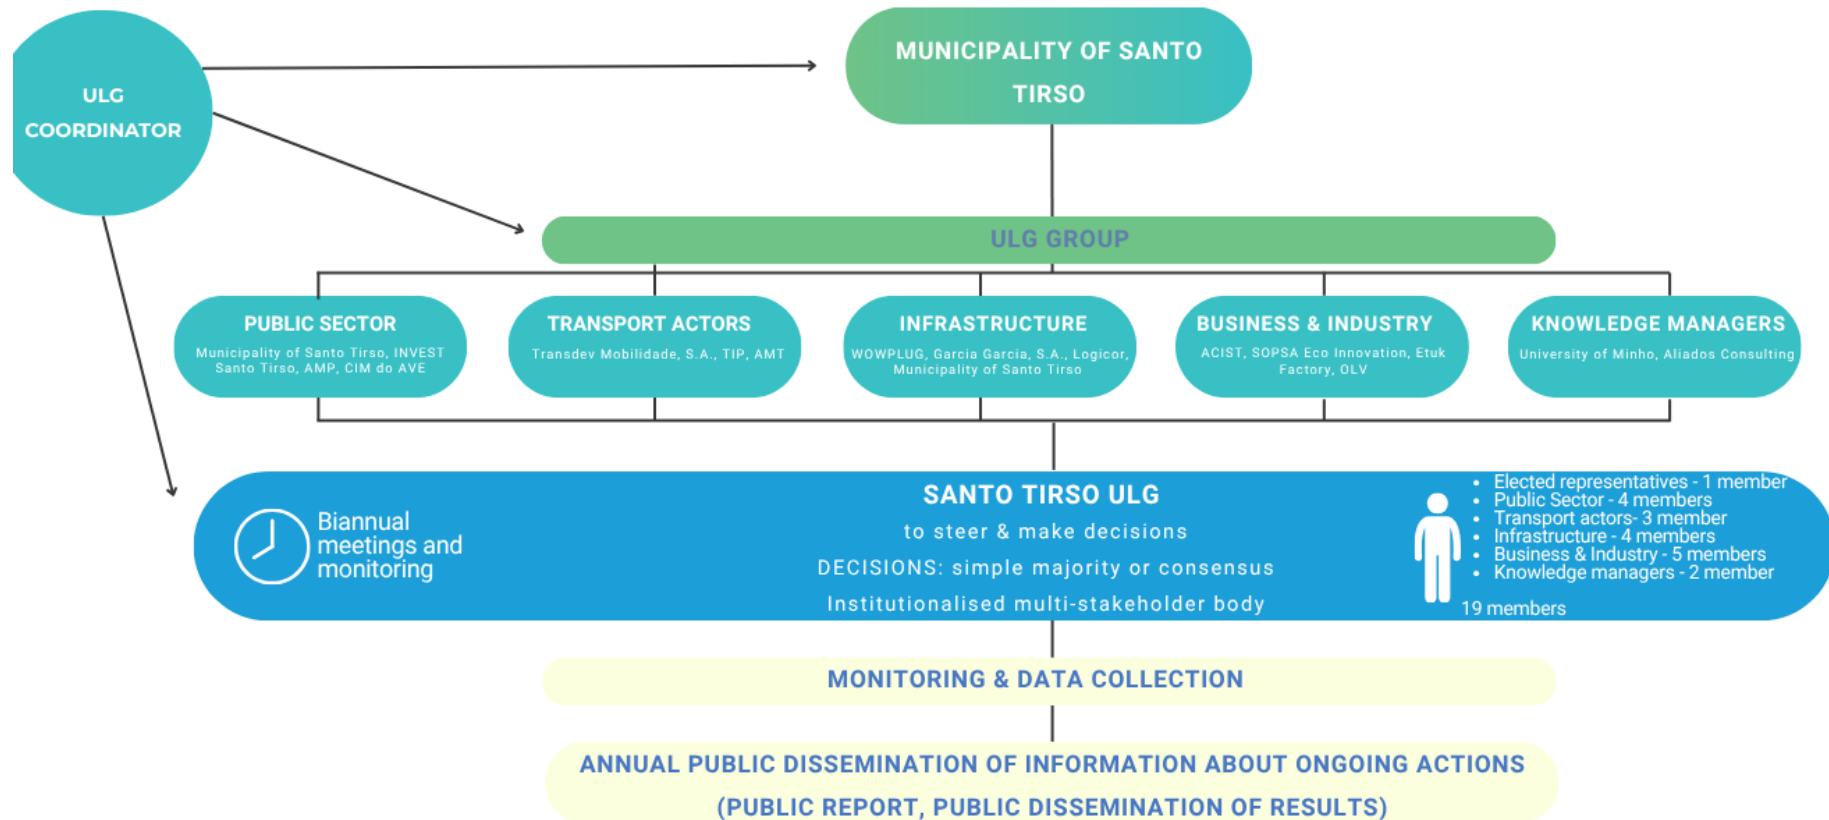 ULG
COORDINATOR
MUNICIPALITY OF SANTO
TIRSO
ULG GROUP
PUBLIC SECTOR
Municipality of Santo Tirso, INVEST
Santo Tirso, AMP, CIM do AVE
TRANSPORT ACTORS
Transdev Mobilidade, S.A., TIP, AMT
INFRASTRUCTURE
WOWPLUG, Garcia Garcia, S.A., Logicor,
Municipality of Santo Tirso
BUSINESS & INDUSTRY
ACIST, SOPSA Eco Innovation, Etuk
Factory, OLV
KNOWLEDGE MANAGERS
University of Minho, Aliados Consulting
Biannual
meetings and
monitoring
SANTO TIRSO ULG
to steer & make decisions
DECISIONS: simple majority or consensus
Institutionalised multi-stakeholder body
• Elected representatives - 1 member
• Public Sector - 4 members
• Transport actors- 3 member
• Infrastructure - 4 members
• Business & Industry - 5 members
• Knowledge managers - 2 member
19 members
MONITORING & DATA COLLECTION
ANNUAL PUBLIC DISSEMINATION OF INFORMATION ABOUT ONGOING ACTIONS
(PUBLIC REPORT, PUBLIC DISSEMINATION OF RESULTS)